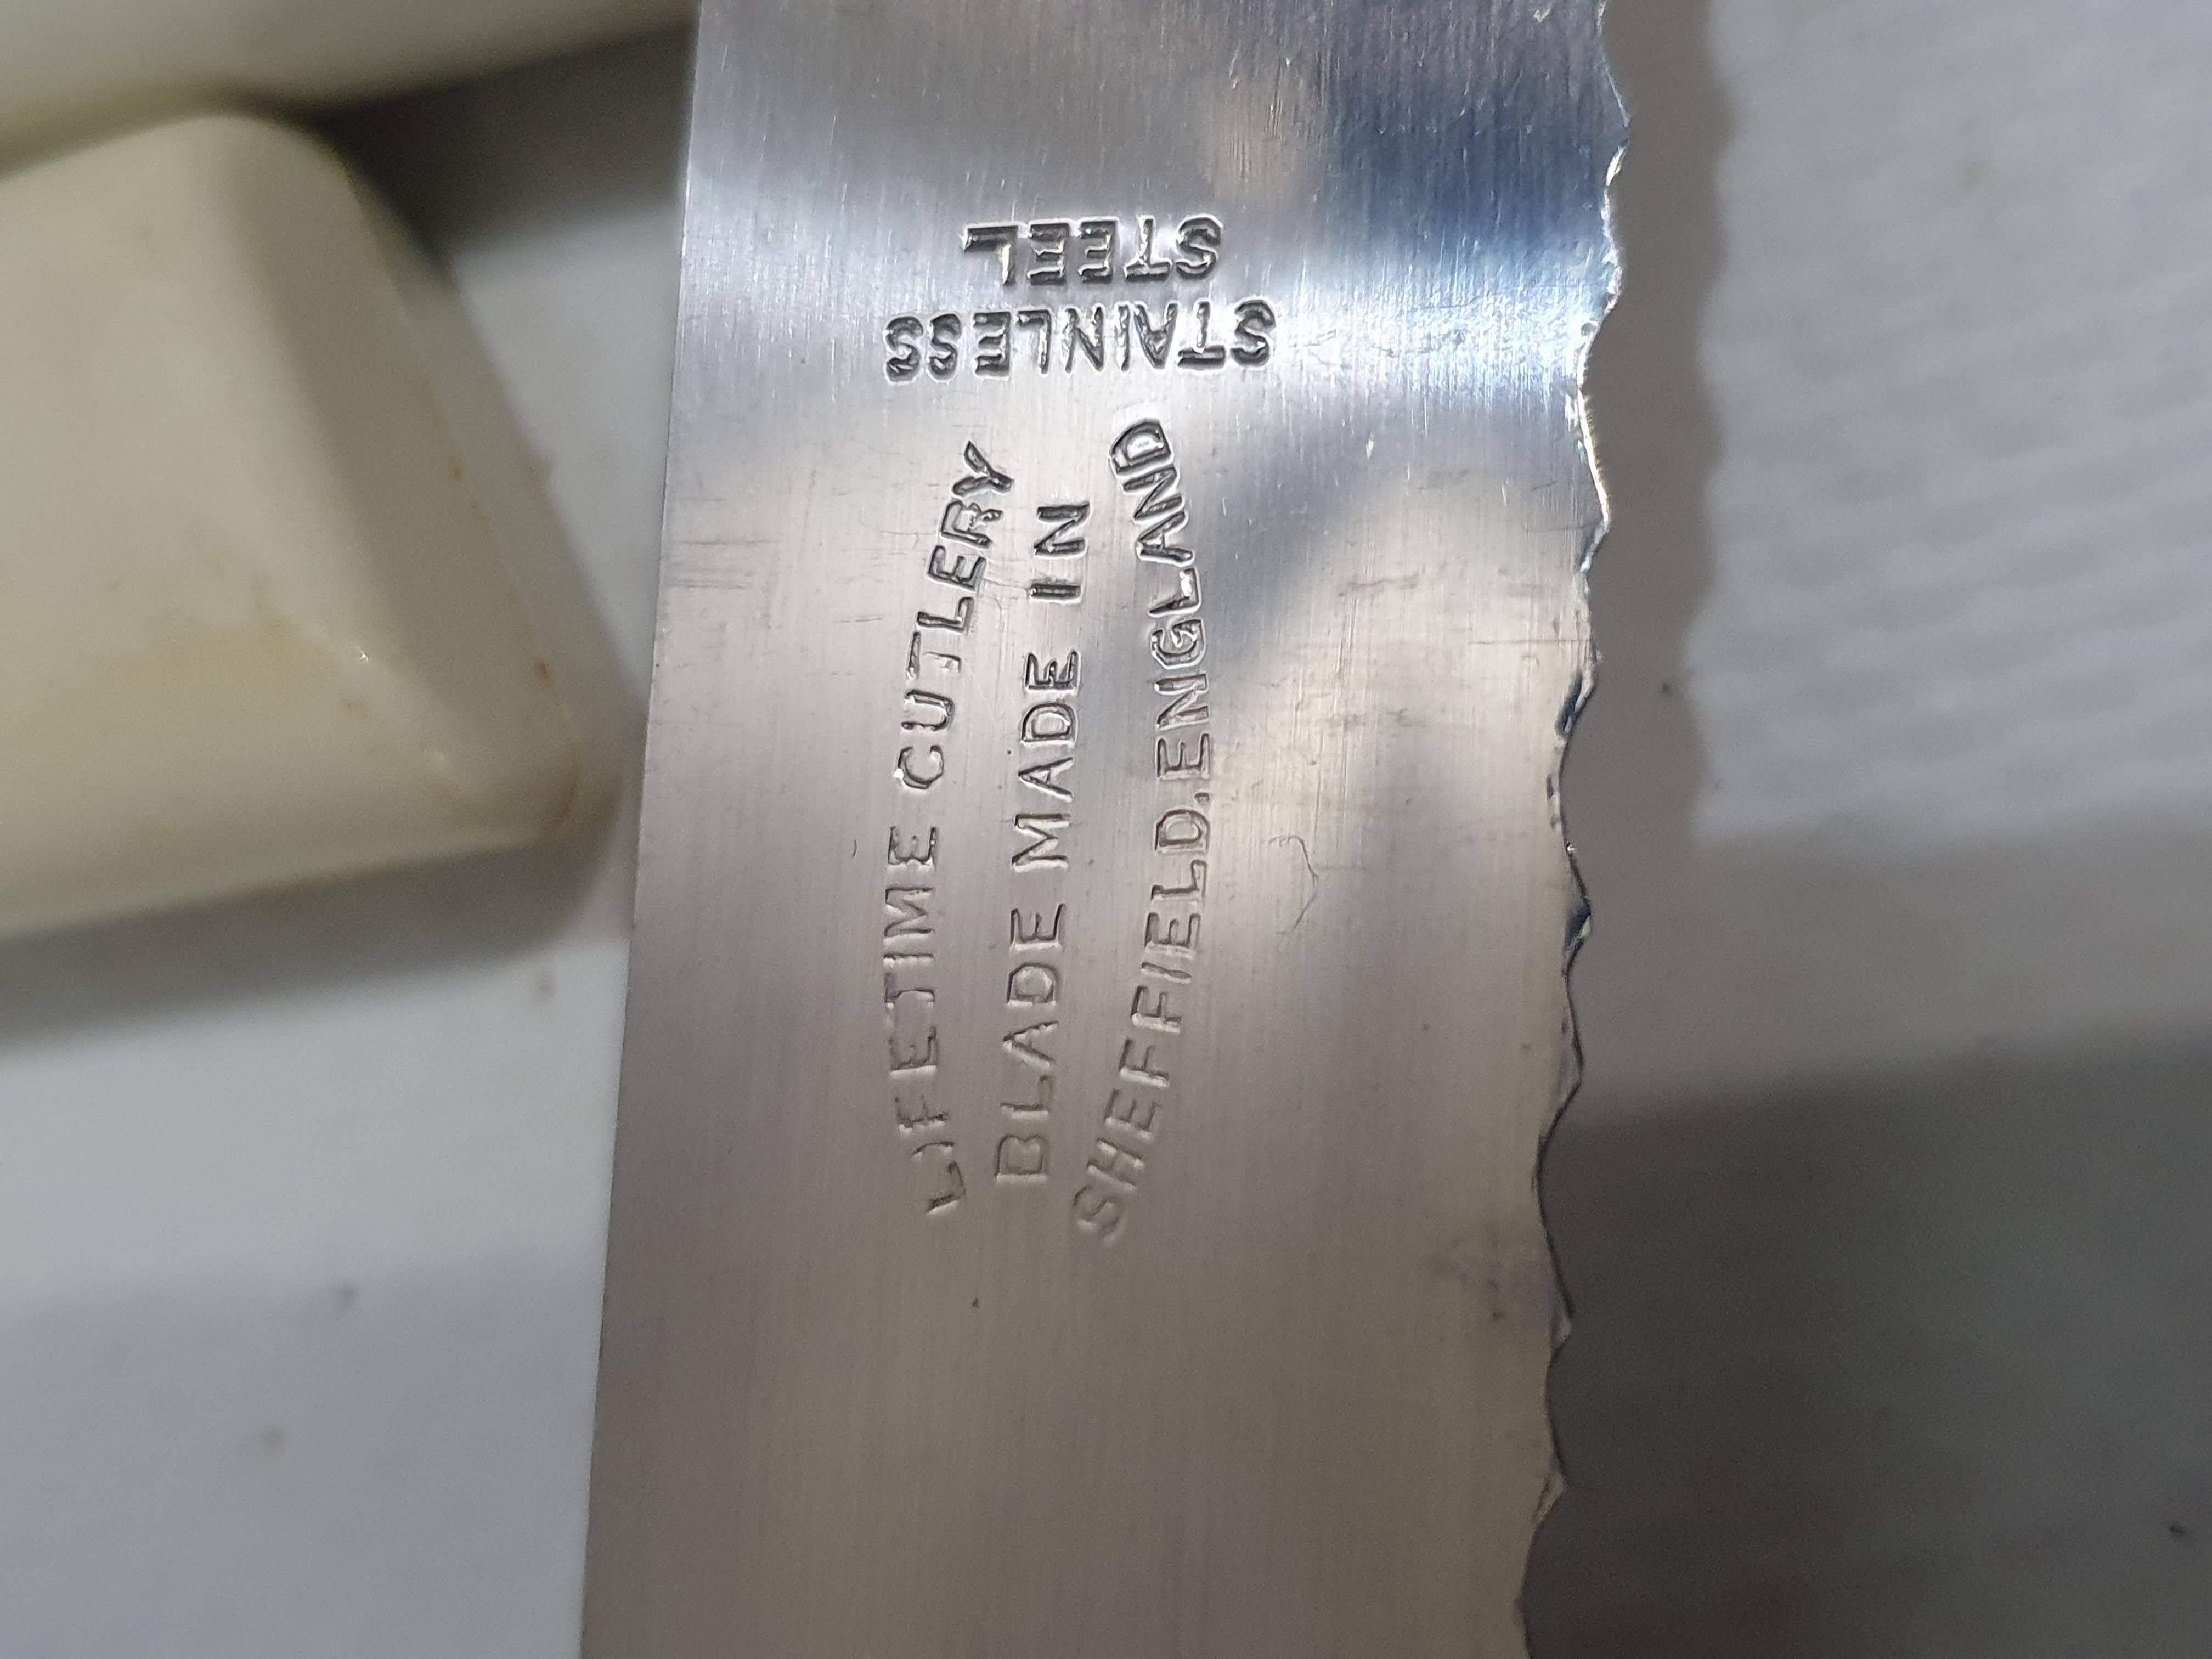 LIFETIME CUTLERY
BLADE MADE IN
SHEFFIELD.ENGLAND
STAINLESS
STEEL